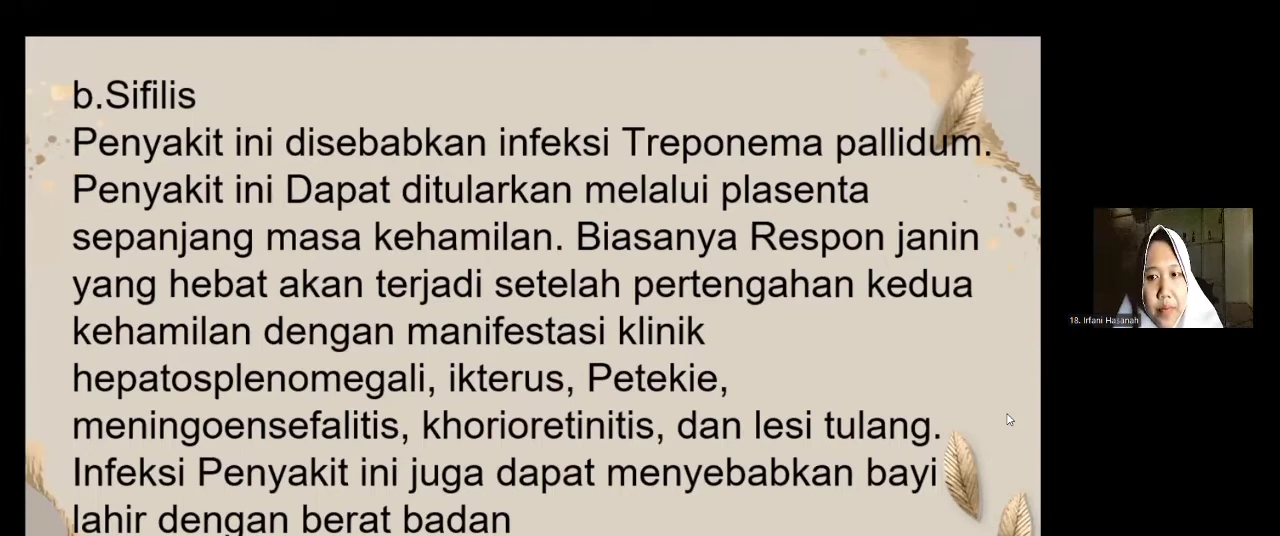 b.Sifilis
Penyakit ini disebabkan infeksi Treponema pallidum.
Penyakit ini Dapat ditularkan melalui plasenta
sepanjang masa kehamilan. Biasanya Respon janin
yang hebat akan terjadi setelah pertengahan kedua
kehamilan dengan manifestasi klinik
hepatosplenomegali, ikterus, Petekie,
meningoensefalitis, khorioretinitis, dan lesi tulang.
Infeksi Penyakit ini juga dapat menyebabkan bayi
lahir dengan berat badan
18. Irfani Hasanah